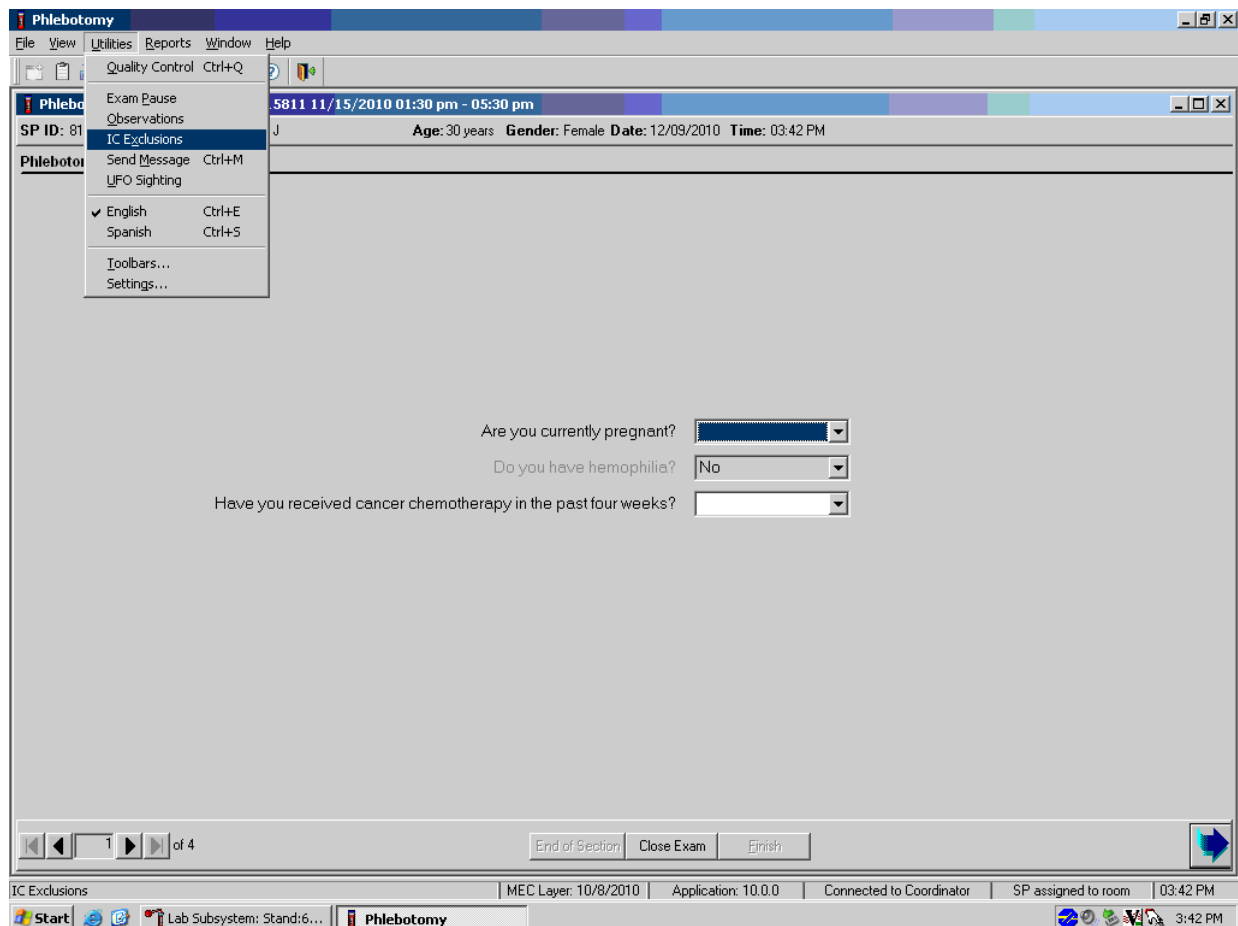 Phlebotomy
File View Utilities Reports Window Help
Quality Control Ctrl+Q
Exam Pause
Observations
IC Exclusions
Send Message Ctrl+M
UFO Sighting
English Ctrl+E
Spanish Ctrl+S
Toolbars...
Settings...
Phlebo 5811 11/15/2010 01:30 pm - 05:30 pm
SP ID: 81 J Age: 30 years Gender: Female Date: 12/09/2010 Time: 03:42 PM
Phlebotor
Are you currently pregnant?
Do you have hemophilia? No
Have you received cancer chemotherapy in the past four weeks?
1 of 4 End of Section Close Exam Finish
IC Exclusions MEC Layer: 10/8/2010 Application: 10.0.0 Connected to Coordinator SP assigned to room 03:42 PM
Start Lab Subsystem: Stand:6... Phlebotomy 3:42 PM